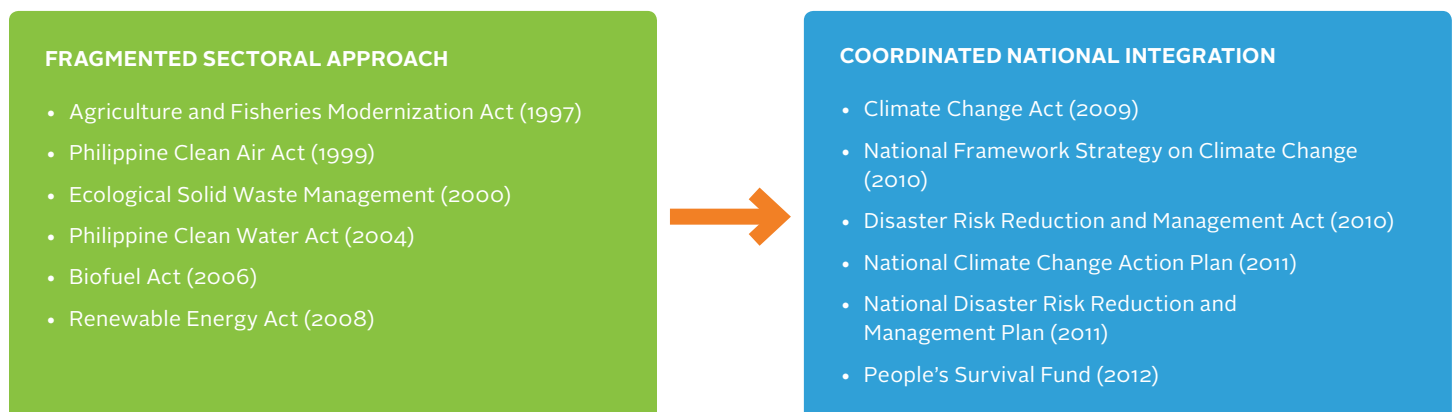 FRAGMENTED SECTORAL APPROACH
• Agriculture and Fisheries Modernization Act (1997)
• Philippine Clean Air Act (1999)
• Ecological Solid Waste Management (2000)
• Philippine Clean Water Act (2004)
• Biofuel Act (2006)
• Renewable Energy Act (2008)
COORDINATED NATIONAL INTEGRATION
• Climate Change Act (2009)
• National Framework Strategy on Climate Change
(2010)
• Disaster Risk Reduction and Management Act (2010)
• National Climate Change Action Plan (2011)
• National Disaster Risk Reduction and
Management Plan (2011)
• People’s Survival Fund (2012)